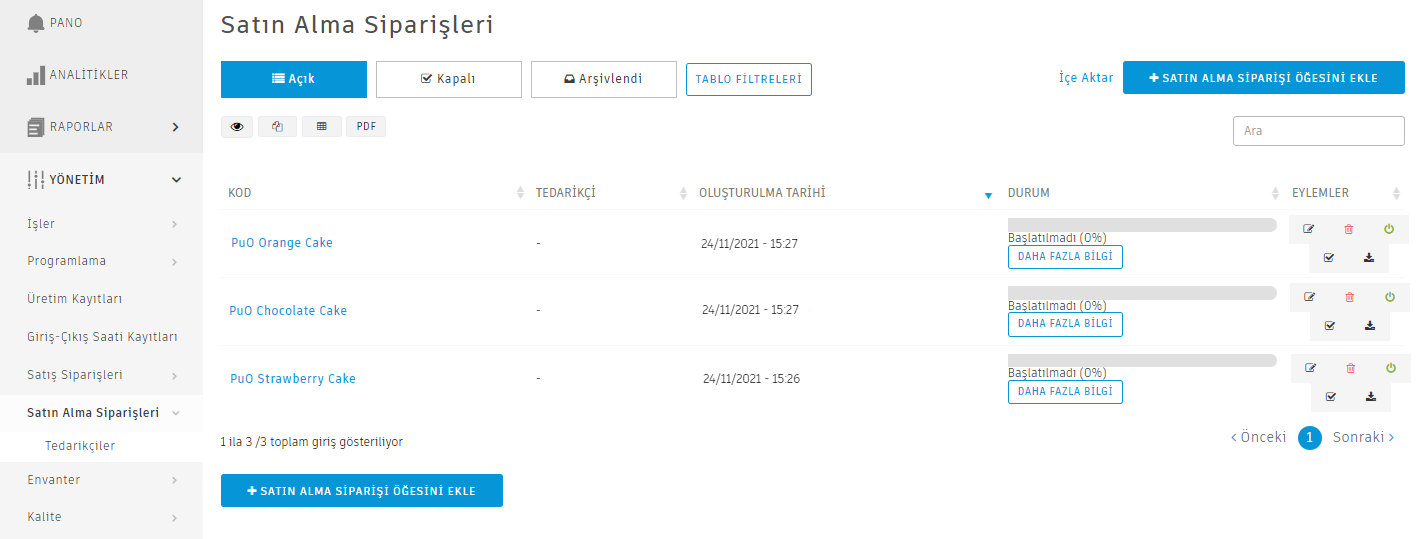 PANO
ANALİTİKLER
RAPORLAR
YÖNETİM
İşler
Programlama
Üretim Kayıtları
Giriş-Çıkış Saati Kayıtları
Satış Siparişleri
Satın Alma Siparişleri
Tedarikçiler
Envanter
Kalite
Satın Alma Siparişleri
Açık Kapalı Arşivlendi TABLO FİLTRELERİ İçe Aktar SATIN ALMA SİPARİŞİ ÖĞESİNİ EKLE
PDF Ara
KOD TEDARİKÇİ OLUŞTURULMA TARİHİ DURUM EYLEMLER
PuO Orange Cake - 24/11/2021 - 15:27 Başlatılmadı (0%)
DAHA FAZLA BİLGİ
PuO Chocolate Cake - 24/11/2021 - 15:27 Başlatılmadı (0%)
DAHA FAZLA BİLGİ
PuO Strawberry Cake - 24/11/2021 - 15:26 Başlatılmadı (0%)
DAHA FAZLA BİLGİ
1 ila 3 /3 toplam giriş gösteriliyor ‹ Önceki 1 Sonraki ›
SATIN ALMA SİPARİŞİ ÖĞESİNİ EKLE